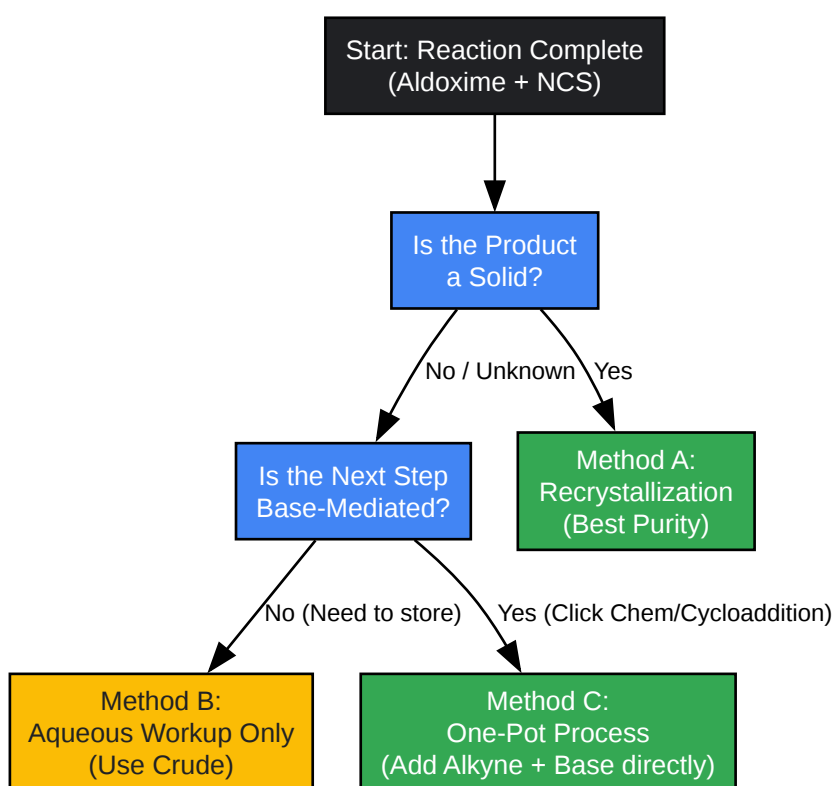 Start: Reaction Complete
(Aldoxime + NCS)
Is the Product
a Solid?
No / Unknown
Yes
Is the Next Step
Base-Mediated?
Method A:
Recrystallization
(Best Purity)
No (Need to store)
Yes (Click Chem/Cycloaddition)
Method B:
Aqueous Workup Only
(Use Crude)
Method C:
One-Pot Process
(Add Alkyne + Base directly)